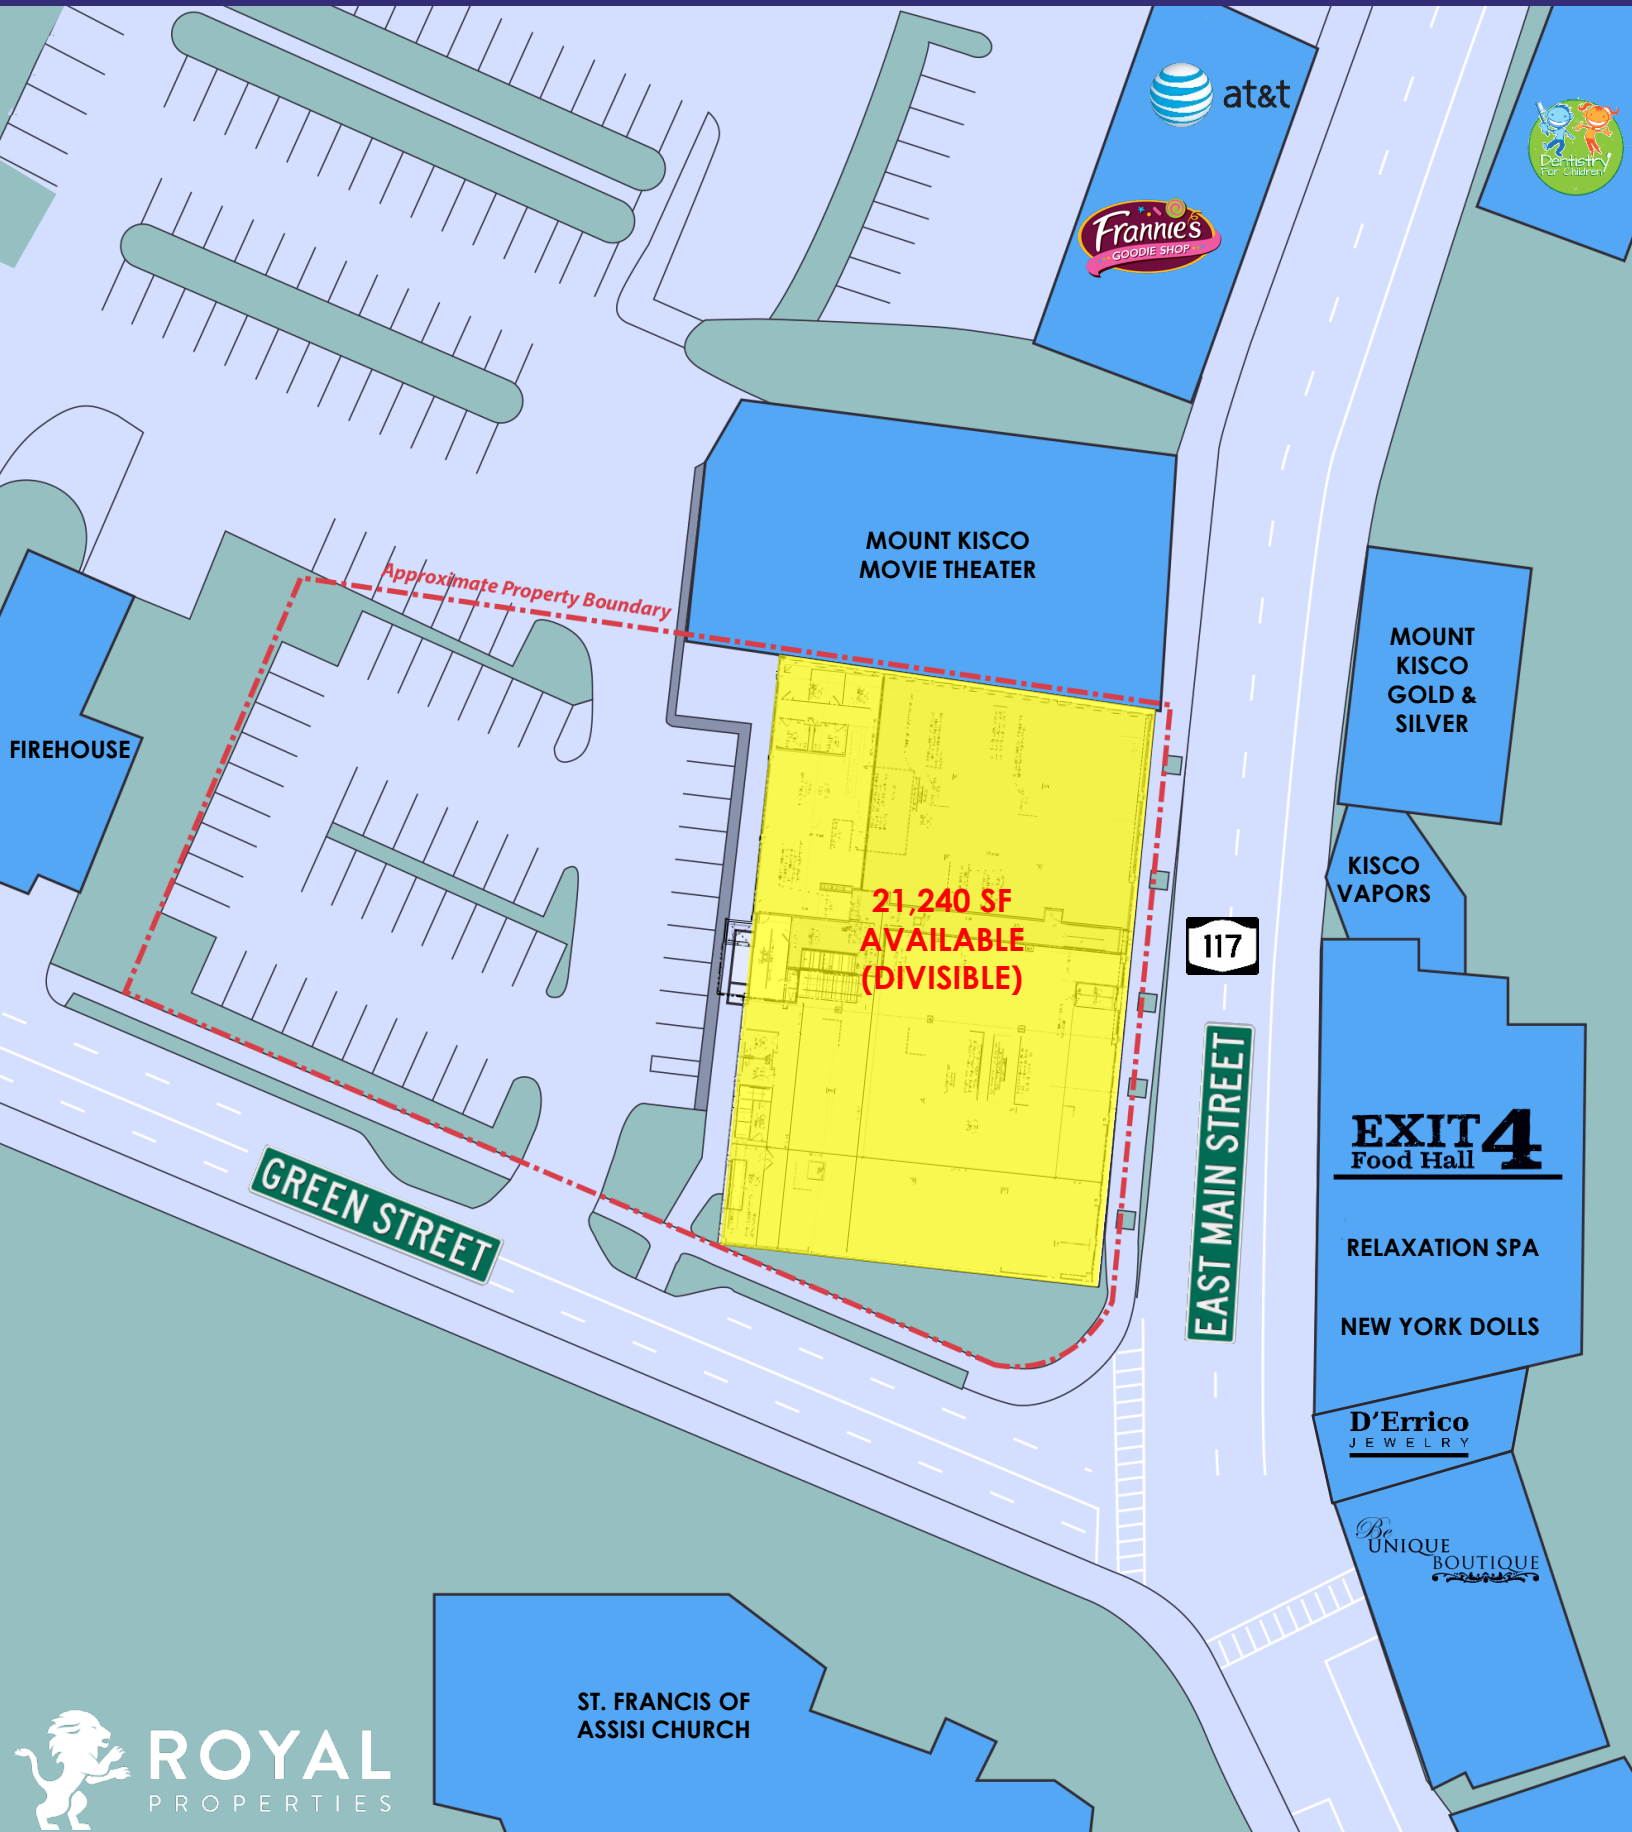 at&t
Dentistry
For Children
Frannie's
GOODIE SHOP
MOUNT KISCO
MOVIE THEATER
Approximate Property Boundary
MOUNT
KISCO
GOLD &
SILVER
FIREHOUSE
KISCO
VAPORS
21,240 SF
AVAILABLE
(DIVISIBLE)
117
EAST MAIN STREET
EXIT 4
Food Hall
GREEN STREET
RELAXATION SPA
NEW YORK DOLLS
D'Errico
JEWELRY
Be
UNIQUE
BOUTIQUE
ST. FRANCIS OF
ASSISI CHURCH
ROYAL
PROPERTIES